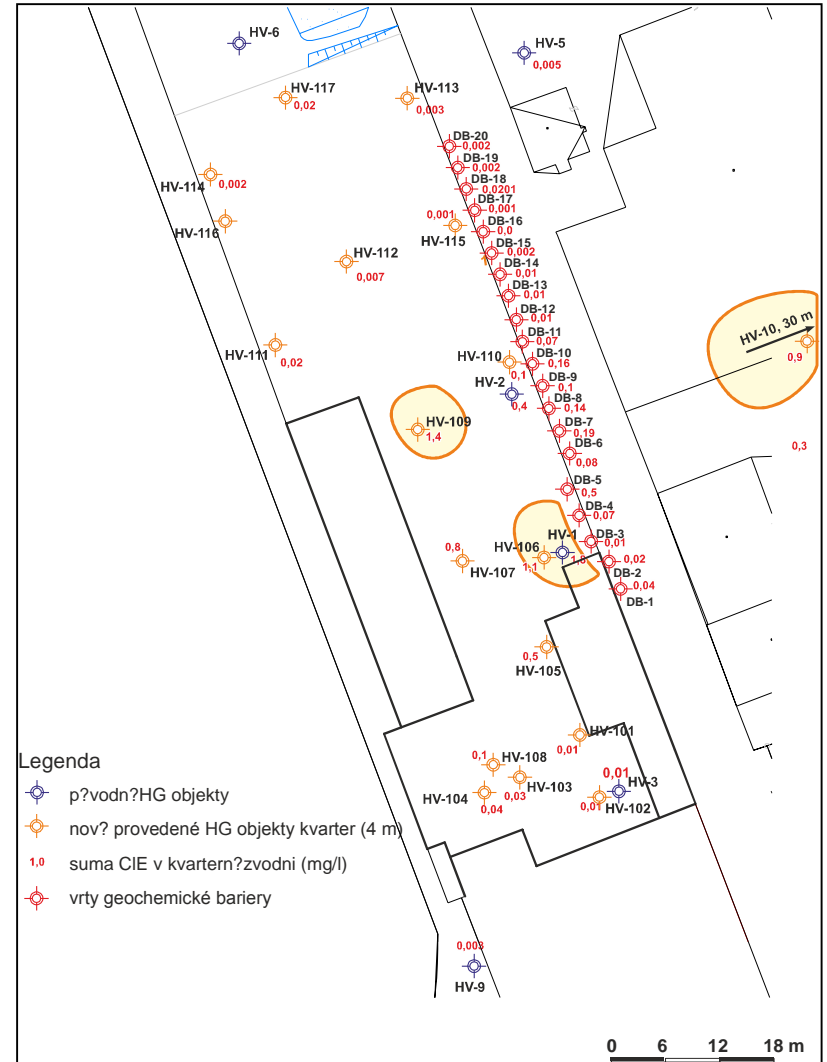 HV-6
HV-5
0,005
HV-117
0,02
HV-113
0,003
DB-20
0,002
DB-19
0,002
HV-114
0,002
DB-18
0,0201
DB-17
0,001
HV-116
0,001
HV-115
DB-16
0,0
DB-15
0,002
HV-112
0,007
DB-14
0,01
DB-13
0,01
DB-12
0,01
DB-11
0,07
HV-10, 30 m
0,9
HV-111
0,02
HV-110
0,1
DB-10
0,16
HV-2
0,4
DB-9
0,1
DB-8
0,14
HV-109
1,4
DB-7
0,19
DB-6
0,08
0,3
DB-5
0,5
DB-4
0,07
HV-1
1,8
DB-3
0,01
HV-106
1,1
0,8
HV-107
0,02
DB-2
0,04
DB-1
0,5
HV-105
HV-101
0,01
0,1
HV-108
HV-103
0,03
HV-104
0,04
0,01
HV-3
0,01
HV-102
Legenda
p?vodn?HG objekty
nov? provedené HG objekty kvarter (4 m)
1,0 suma ClE v kvartern?zvodni (mg/l)
vrty geochemické bariery
0,003
HV-9
0 6 12 18 m